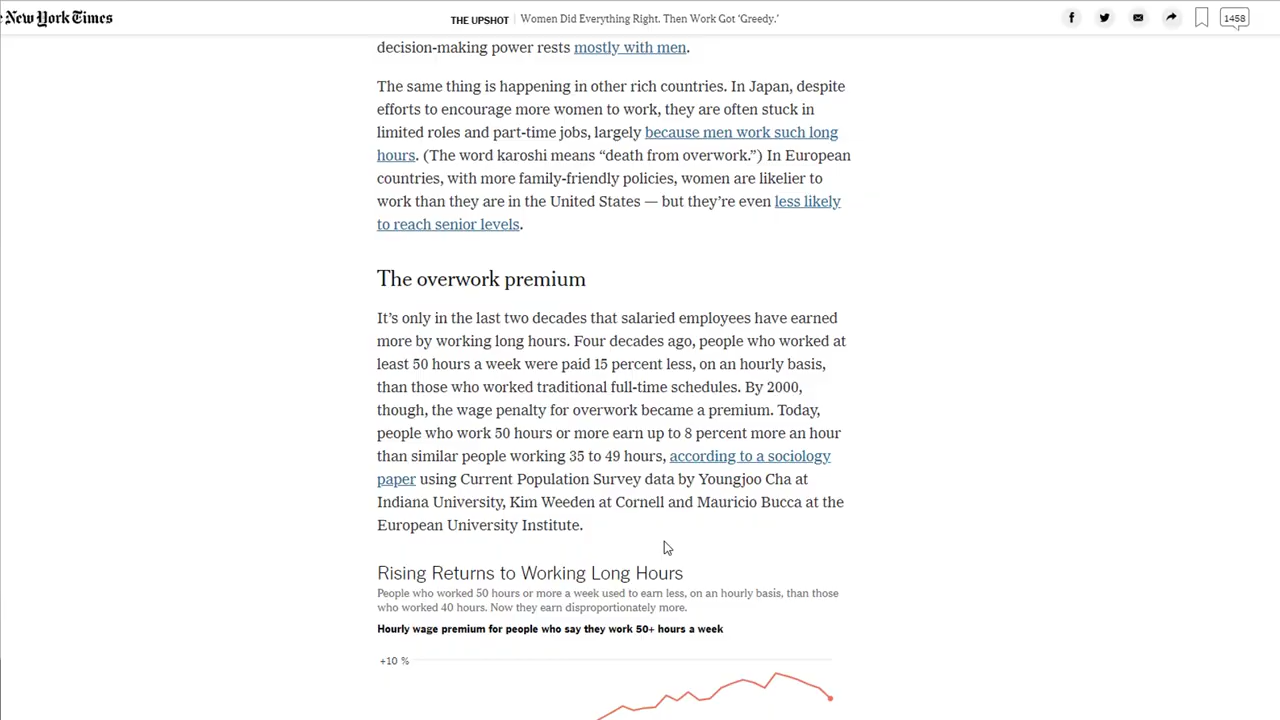 New York Times
THE UPSHOT | Women Did Everything Right. Then Work Got ‘Greedy.’
1458
decision-making power rests mostly with men.
The same thing is happening in other rich countries. In Japan, despite
efforts to encourage more women to work, they are often stuck in
limited roles and part-time jobs, largely because men work such long
hours. (The word karoshi means “death from overwork.”) In European
countries, with more family-friendly policies, women are likelier to
work than they are in the United States — but they’re even less likely
to reach senior levels.
The overwork premium
It’s only in the last two decades that salaried employees have earned
more by working long hours. Four decades ago, people who worked at
least 50 hours a week were paid 15 percent less, on an hourly basis,
than those who worked traditional full-time schedules. By 2000,
though, the wage penalty for overwork became a premium. Today,
people who work 50 hours or more earn up to 8 percent more an hour
than similar people working 35 to 49 hours, according to a sociology
paper using Current Population Survey data by Youngjoo Cha at
Indiana University, Kim Weeden at Cornell and Mauricio Bucca at the
European University Institute.
Rising Returns to Working Long Hours
People who worked 50 hours or more a week used to earn less, on an hourly basis, than those
who worked 40 hours. Now they earn disproportionately more.
Hourly wage premium for people who say they work 50+ hours a week
+10 %